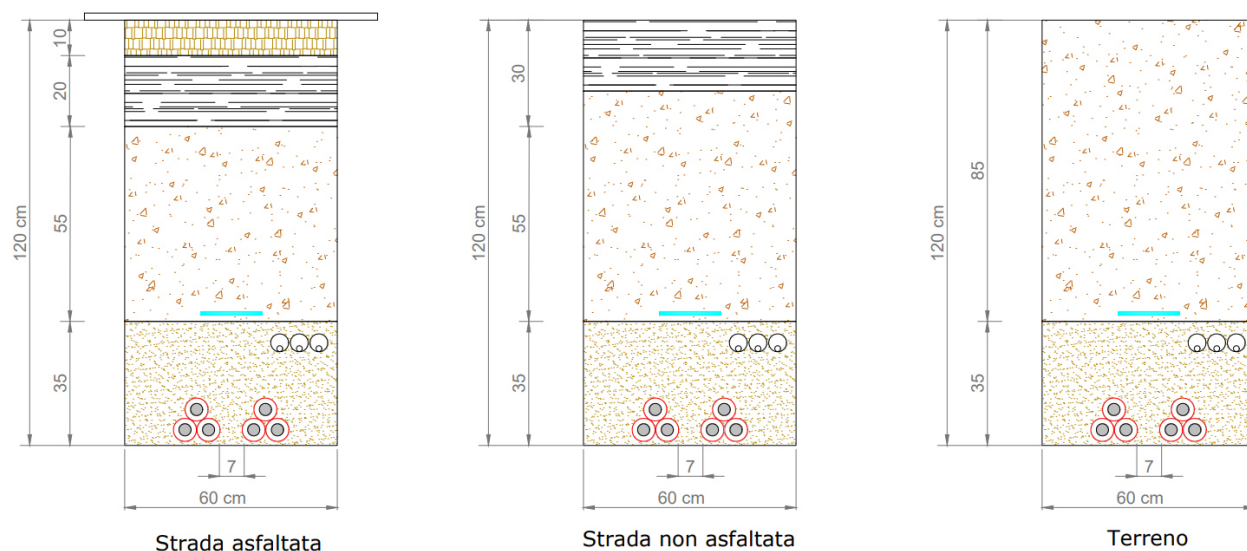 10
20
55
35
120 cm
7
60 cm
Strada asfaltata
30
55
35
120 cm
7
60 cm
Strada non asfaltata
85
35
120 cm
7
60 cm
Terreno